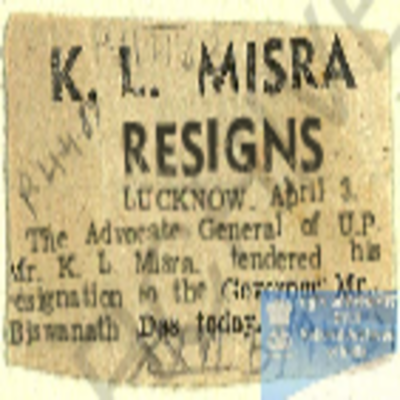 K. L. MISRA
RESIGNS
LUCKNOW. April 3.
The Advocate General of U.P.
Mr. K. L Misra. tendered his
resignation to the Governor Mr.
Biswanath Das today.